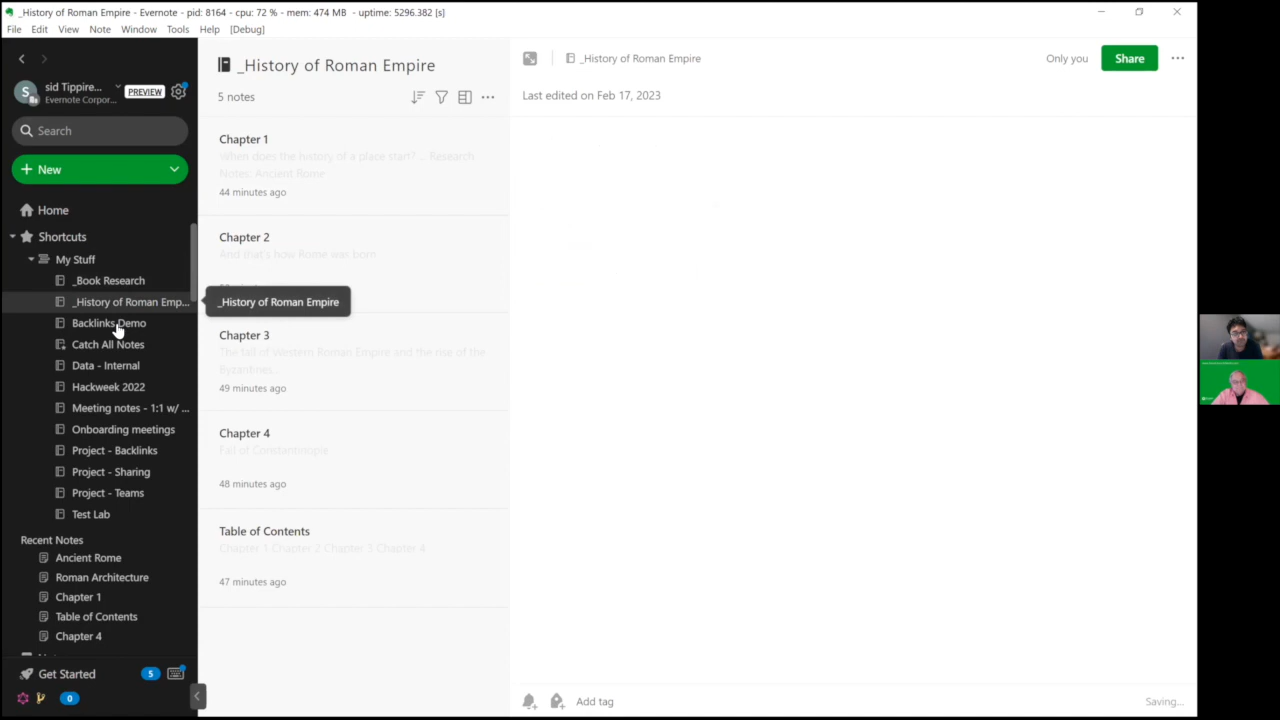 _History of Roman Empire - Evernote - pid: 8164 - cpu: 72 % - mem: 474 MB - uptime: 5296.382 [s]
File Edit View Note Window Tools Help [Debug]
S
sid Tippire...
Evernote Corpor...
PREVIEW
Search
New
Home
Shortcuts
My Stuff
_Book Research
_History of Roman Emp...
Backlinks Demo
Catch All Notes
Data - Internal
Hackweek 2022
Meeting notes - 1:1 w/ ...
Onboarding meetings
Project - Backlinks
Project - Sharing
Project - Teams
Test Lab
Recent Notes
Ancient Rome
Roman Architecture
Chapter 1
Table of Contents
Chapter 4
Get Started
5
0
_History of Roman Empire
5 notes
Chapter 1
When does the history of a place start? ... Research
Notes: Ancient Rome
44 minutes ago
Chapter 2
And that's how Rome was born
_History of Roman Empire
Chapter 3
The fall of Western Roman Empire and the rise of the
Byzantines...
49 minutes ago
Chapter 4
Fall of Constantinople
48 minutes ago
Table of Contents
Chapter 1 Chapter 2 Chapter 3 Chapter 4
47 minutes ago
_History of Roman Empire
Only you
Share
Last edited on Feb 17, 2023
Add tag
Saving...